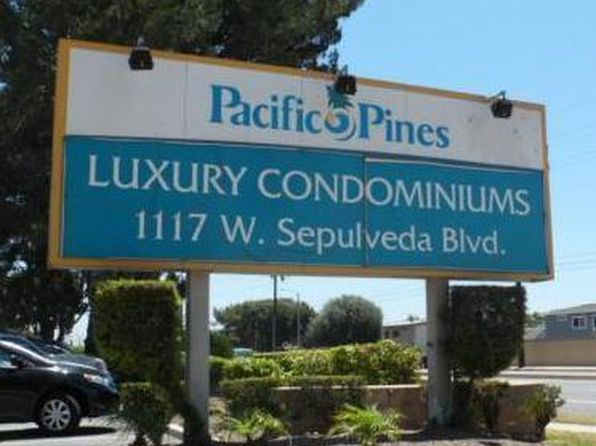 Pacific Pines
LUXURY CONDOMINIUMS
1117 W. Sepulveda Blvd.